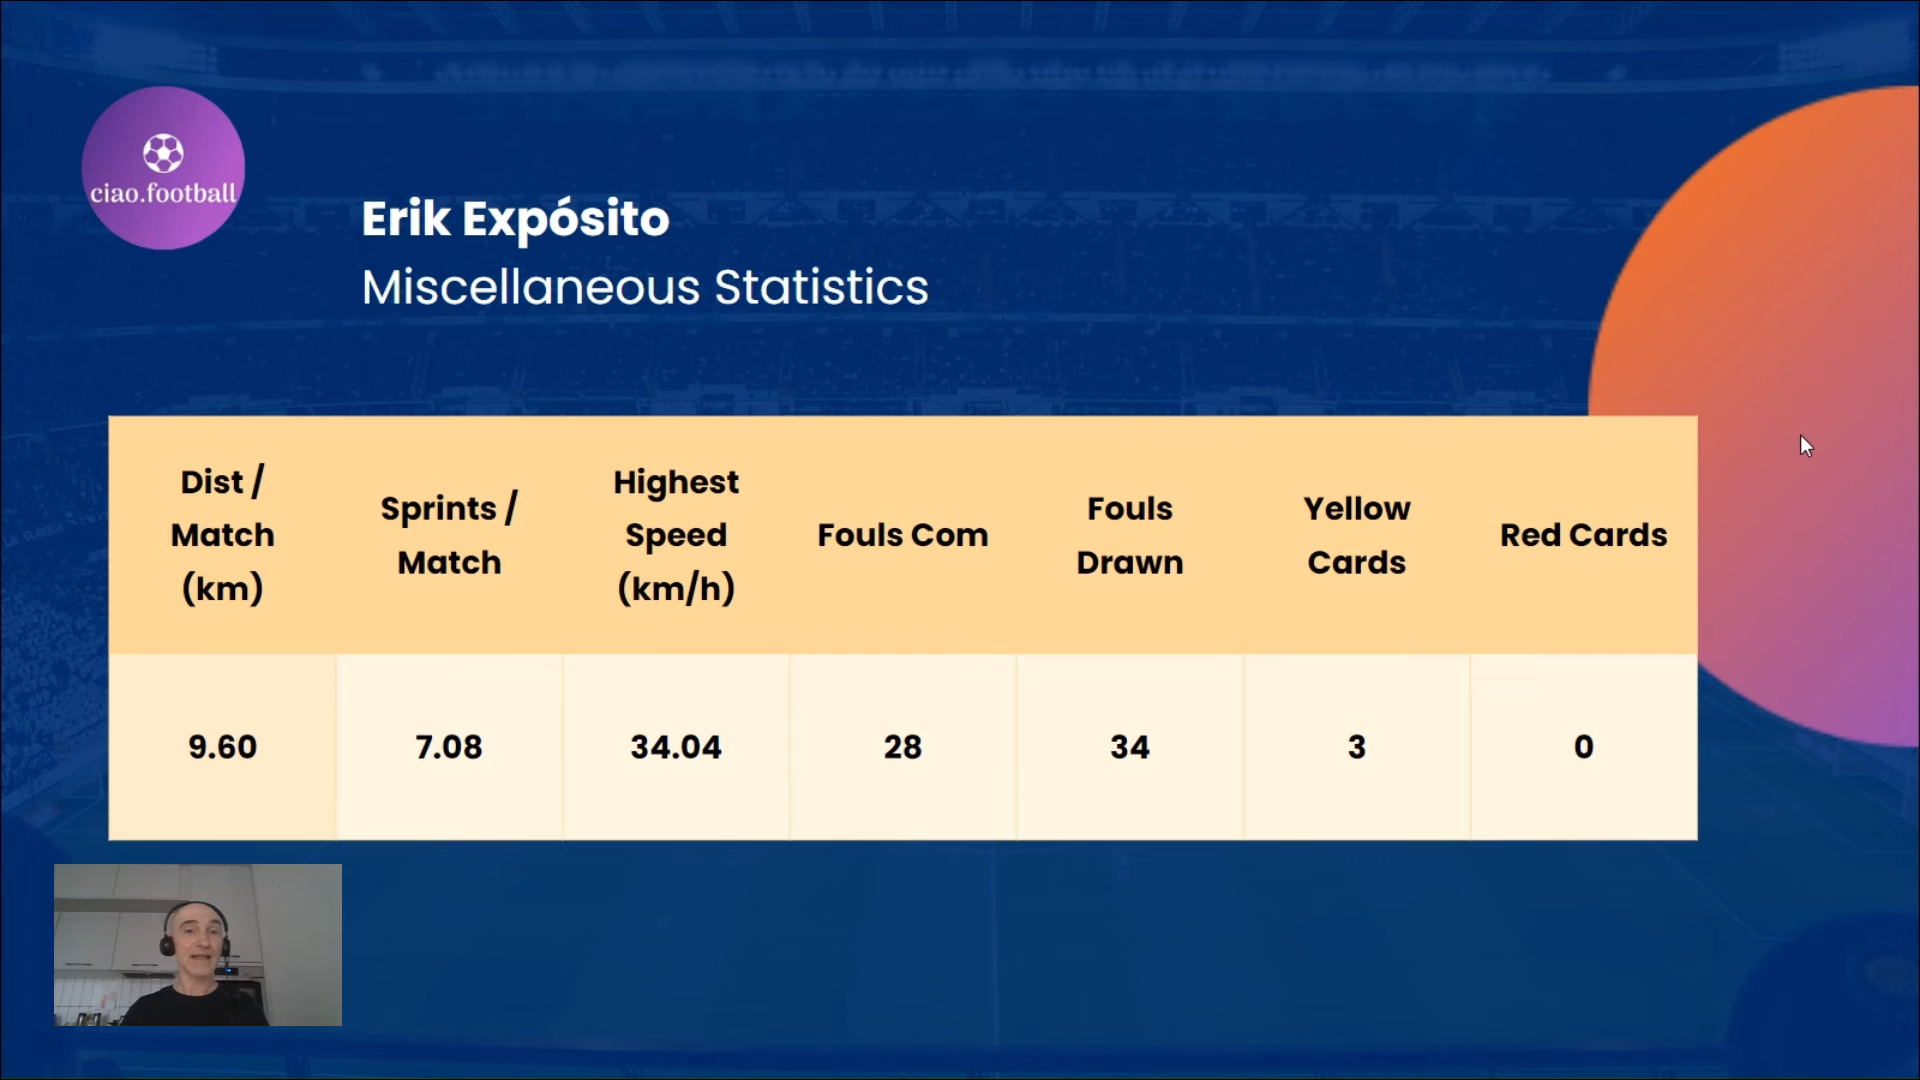 ciao.football
Erik Expósito
Miscellaneous Statistics
Dist /
Match
(km)
Sprints /
Match
Highest
Speed
(km/h)
Fouls Com
Fouls
Drawn
Yellow
Cards
Red Cards
9.60
7.08
34.04
28
34
3
0